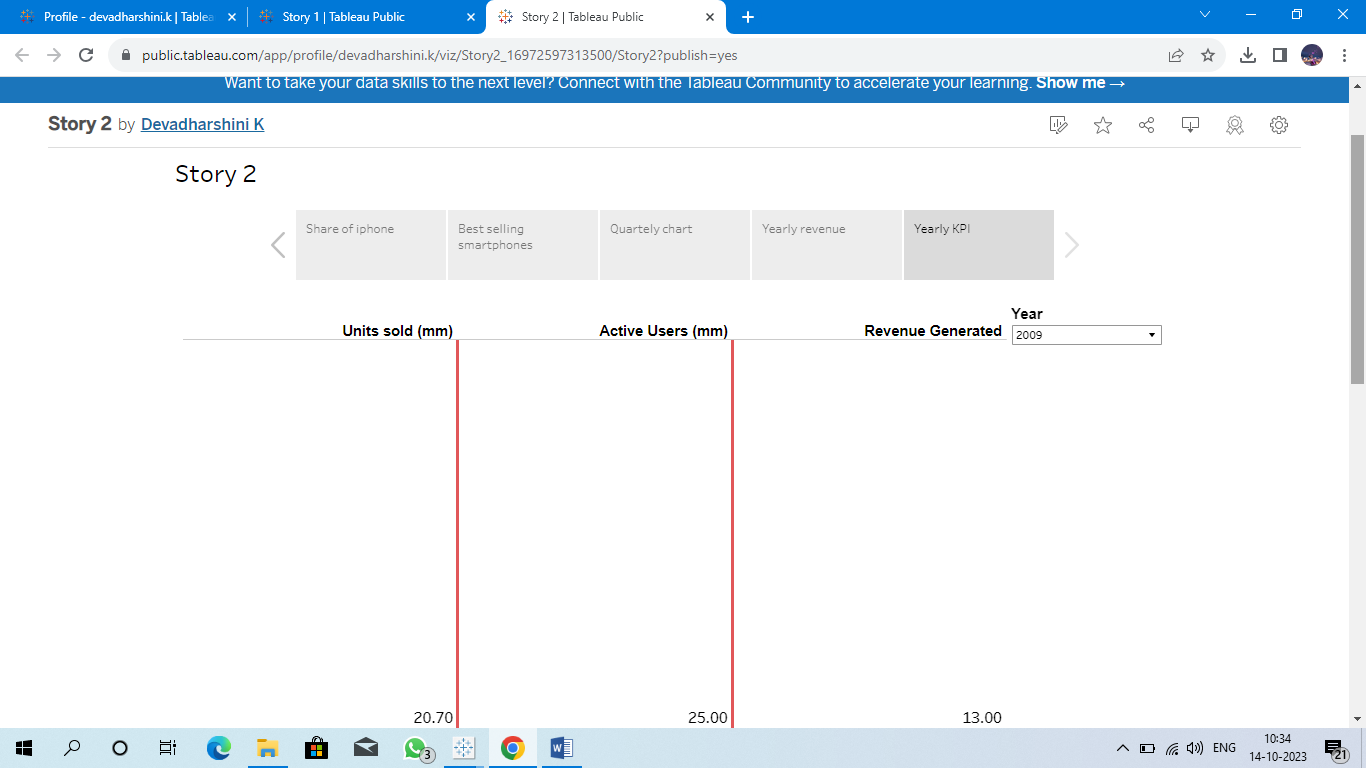 Profile - devadharshini.k | Tablea
Story 1 | Tableau Public
Story 2 | Tableau Public
public.tableau.com/app/profile/devadharshini.k/viz/Story2_16972597313500/Story2?publish=yes
Want to take your data skills to the next level? Connect with the Tableau Community to accelerate your learning. Show me →
Story 2 by Devadharshini K
Story 2
Share of iphone
Best selling
smartphones
Quartely chart
Yearly revenue
Yearly KPI
Year
2009
Units sold (mm) Active Users (mm) Revenue Generated
20.70 25.00 13.00
3
ENG
10:34
14-10-2023
21